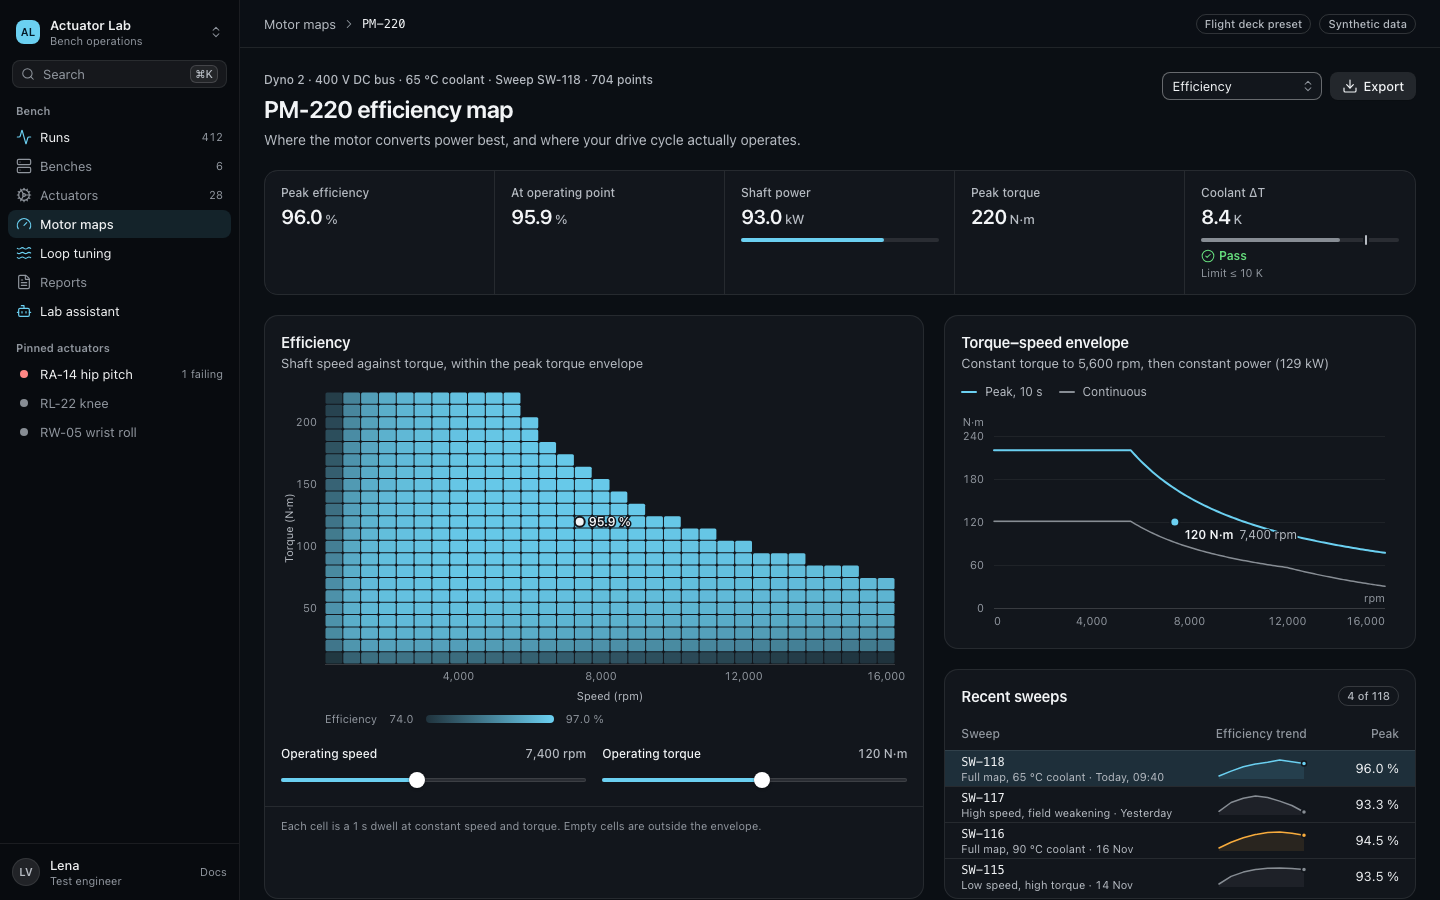 AL
Actuator Lab
Bench operations
Search
⌘K
Bench
Runs 412
Benches 6
Actuators 28
Motor maps
Loop tuning
Reports
Lab assistant
Pinned actuators
RA-14 hip pitch 1 failing
RL-22 knee
RW-05 wrist roll
LV
Lena
Test engineer
Docs
Motor maps > PM-220
Flight deck preset
Synthetic data
Dyno 2 · 400 V DC bus · 65 °C coolant · Sweep SW-118 · 704 points
PM-220 efficiency map
Where the motor converts power best, and where your drive cycle actually operates.
Efficiency
Export
Peak efficiency
96.0 %
At operating point
95.9 %
Shaft power
93.0 kW
Peak torque
220 N·m
Coolant ΔT
8.4 K
Pass
Limit ≤ 10 K
Efficiency
Shaft speed against torque, within the peak torque envelope
Torque (N·m)
200
150
100
50
95.9 %
4,000 8,000 12,000 16,000
Speed (rpm)
Efficiency 74.0 97.0 %
Operating speed 7,400 rpm
Operating torque 120 N·m
Each cell is a 1 s dwell at constant speed and torque. Empty cells are outside the envelope.
Torque–speed envelope
Constant torque to 5,600 rpm, then constant power (129 kW)
Peak, 10 s
Continuous
N·m
240
180
120
60
0
120 N·m 7,400 rpm
rpm
0 4,000 8,000 12,000 16,000
Recent sweeps
4 of 118
Sweep Efficiency trend Peak
SW-118
Full map, 65 °C coolant · Today, 09:40
96.0 %
SW-117
High speed, field weakening · Yesterday
93.3 %
SW-116
Full map, 90 °C coolant · 16 Nov
94.5 %
SW-115
Low speed, high torque · 14 Nov
93.5 %